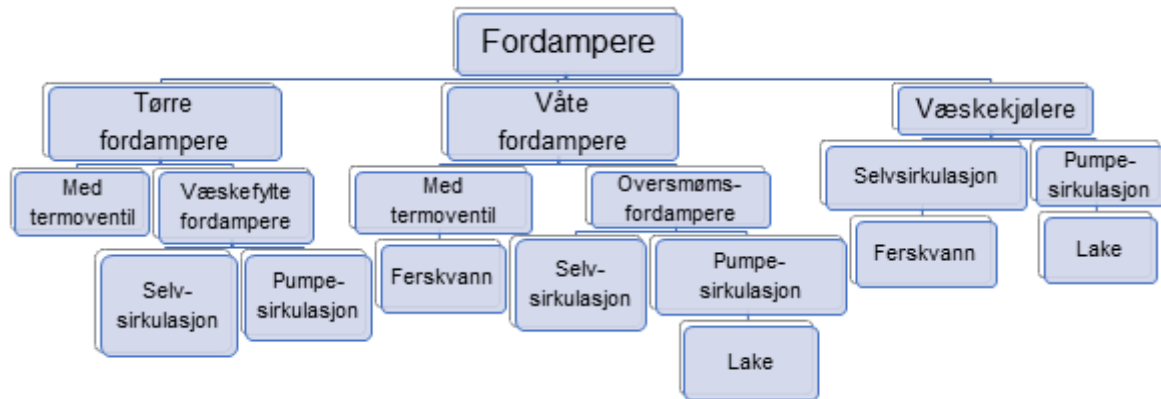 Fordampere
Tørre
fordampere
Våte
fordampere
Væskekjølere
Med
termoventil
Væskefylte
fordampere
Med
termoventil
Oversmøms-
fordampere
Selvsirkulasjon
Pumpe-
sirkulasjon
Selv-
sirkulasjon
Pumpe-
sirkulasjon
Ferskvann
Selv-
sirkulasjon
Pumpe-
sirkulasjon
Ferskvann
Lake
Lake